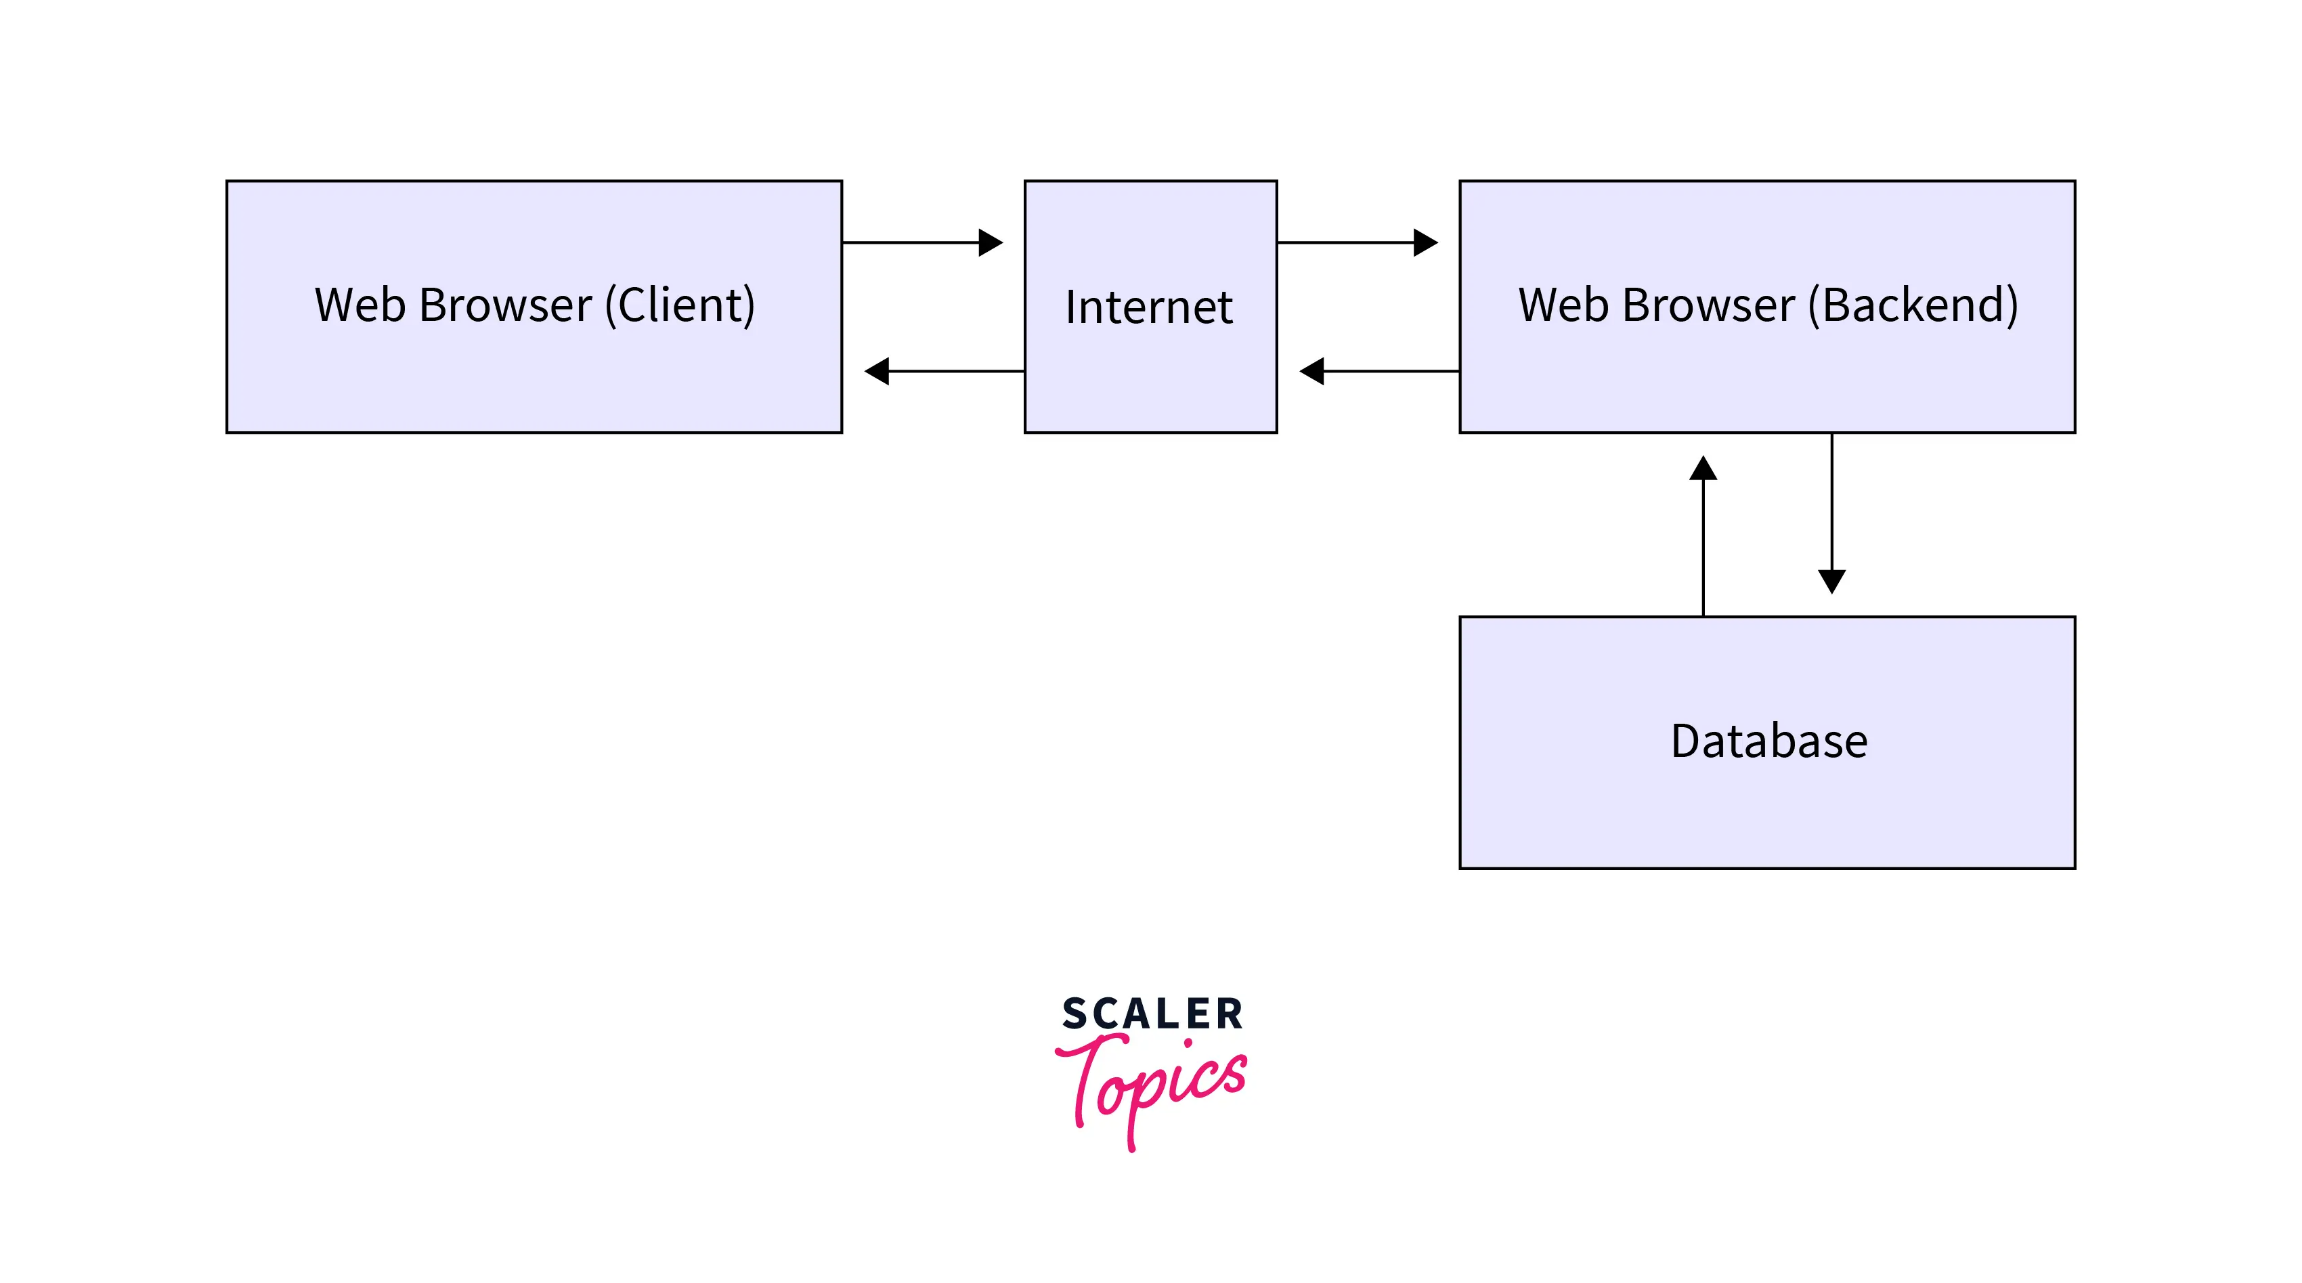 Web Browser (Client)
Internet
Web Browser (Backend)
Database
SCALER
Topics